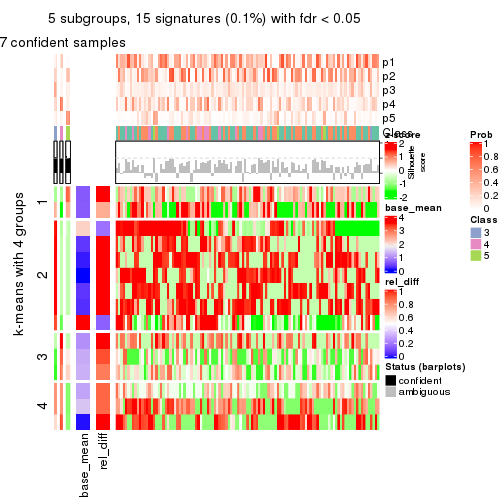 5 subgroups, 15 signatures (0.1%) with fdr < 0.05
7 confident samples
p1
p2
p3
p4
p5
Class
Silhouette
score
z-score
2
1
0
-1
-2
base_mean
4
3
2
1
0
rel_diff
1
0.8
0.6
0.4
0.2
0
Status (barplots)
confident
ambiguous
Prob
1
0.8
0.6
0.4
0.2
0
Class
3
4
5
k-means with 4 groups
1
2
3
4
base_mean
rel_diff